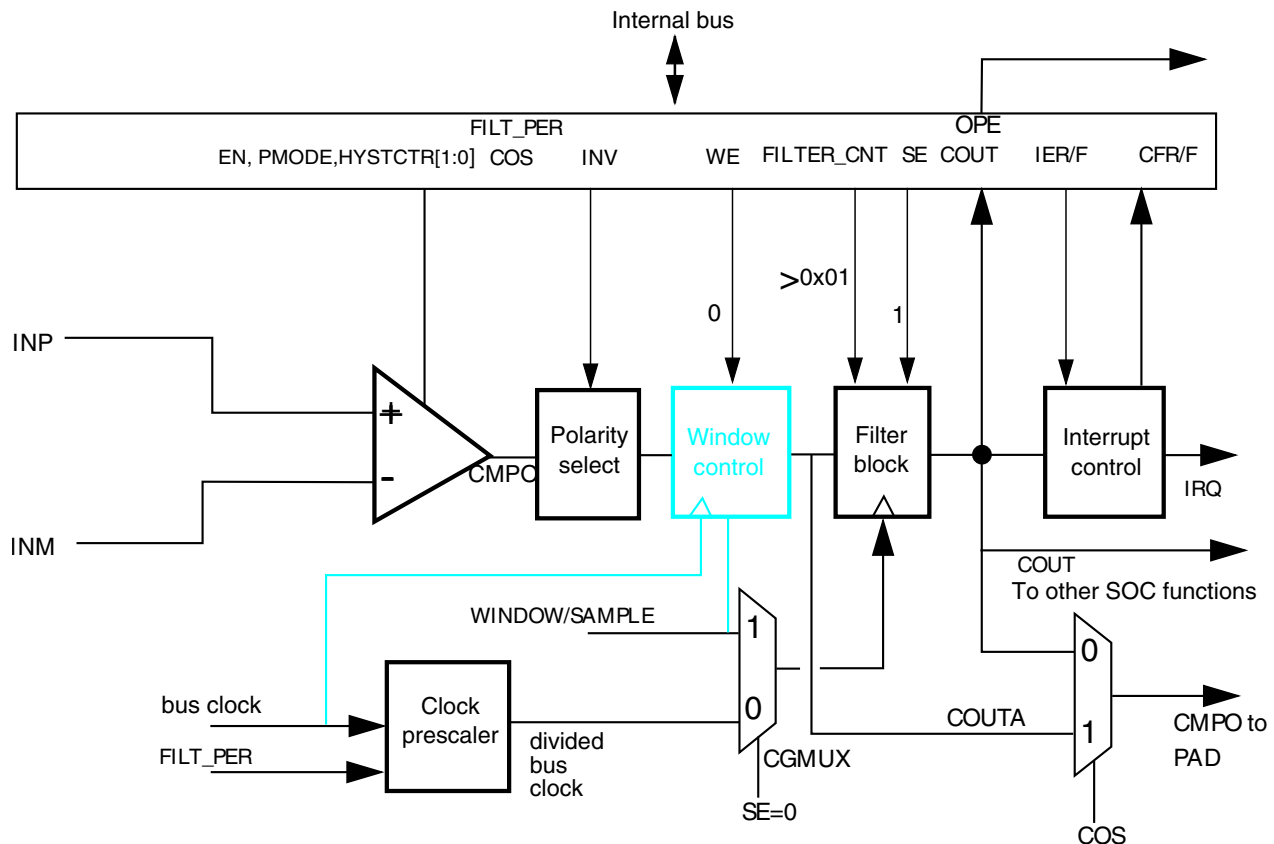 Internal bus
FILT_PER
OPE
EN, PMODE,HYSTCTR[1:0] COS INV WE FILTER_CNT SE COUT IER/F CFR/F
>0x01
0
1
INP
+
Polarity
select
Window
control
Filter
block
Interrupt
control
CMPO
-
IRQ
INM
COUT
To other SOC functions
WINDOW/SAMPLE
1
0
bus clock
Clock
prescaler
0
COUTA
1
CMPO to
PAD
FILT_PER
divided
bus
clock
CGMUX
SE=0
COS